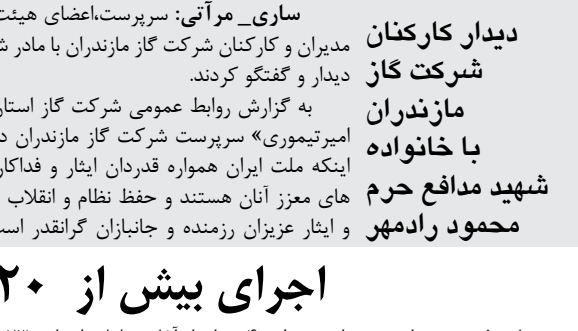 دیدار کارکنان
شرکت گاز
مازندران
با خانواده
شهید مدافع حرم
محمود رادمهر
ساری_ مرآتی: سرپرست،اعضای هیئت
مدیران و کارکنان شرکت گاز مازندران با مادر
دیدار و گفتگو کردند.
به گزارش روابط عمومی شرکت گاز استان
امیرتیموری» سرپرست شرکت گاز مازندران
اینکه ملت ایران همواره قدردان ایثار و
های معزز آنان هستند و حفظ نظام و انقلاب
و ایثار عزیزان رزمنده و جانبازان گرانقدر
اجرای بیش از ۲۰